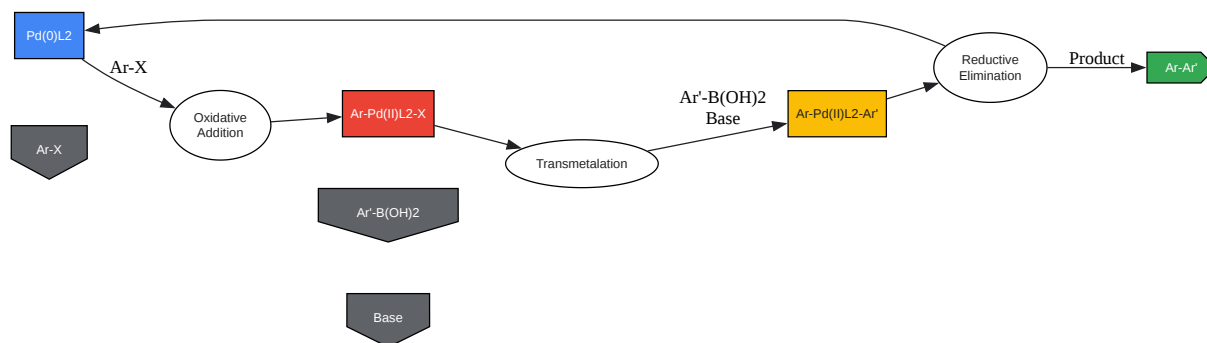 Pd(0)L2
Ar-X
Oxidative
Addition
Ar-X
Ar-Pd(II)L2-X
Ar'-B(OH)2
Base
Transmetalation
Ar'-B(OH)2
Base
Ar-Pd(II)L2-Ar'
Reductive
Elimination
Product
Ar-Ar'